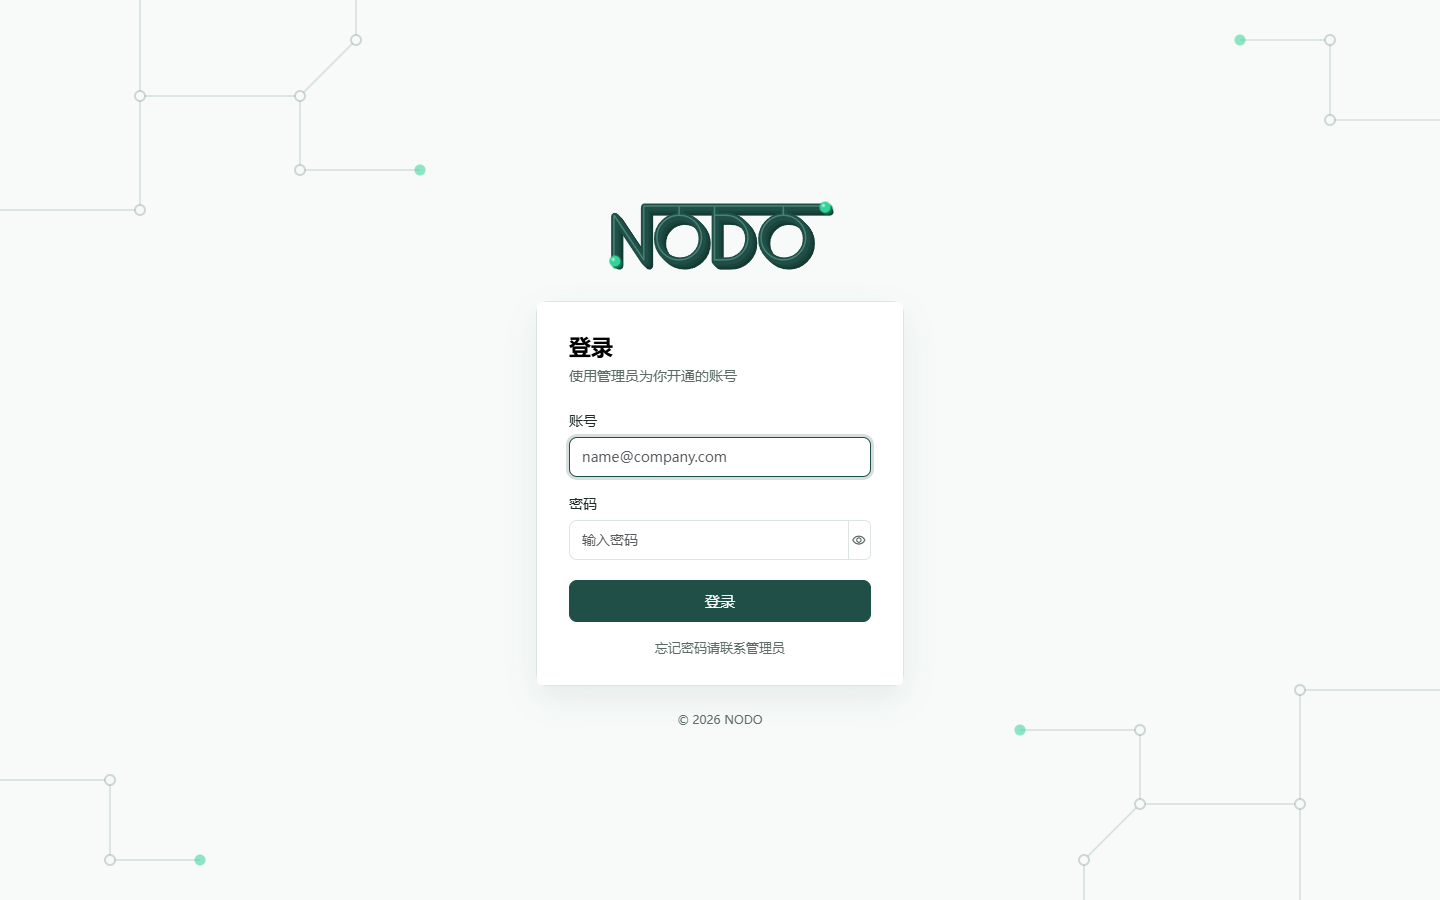 NODO
登录
使用管理员为你开通的账号
账号
name@company.com
密码
输入密码
登录
忘记密码请联系管理员
© 2026 NODO